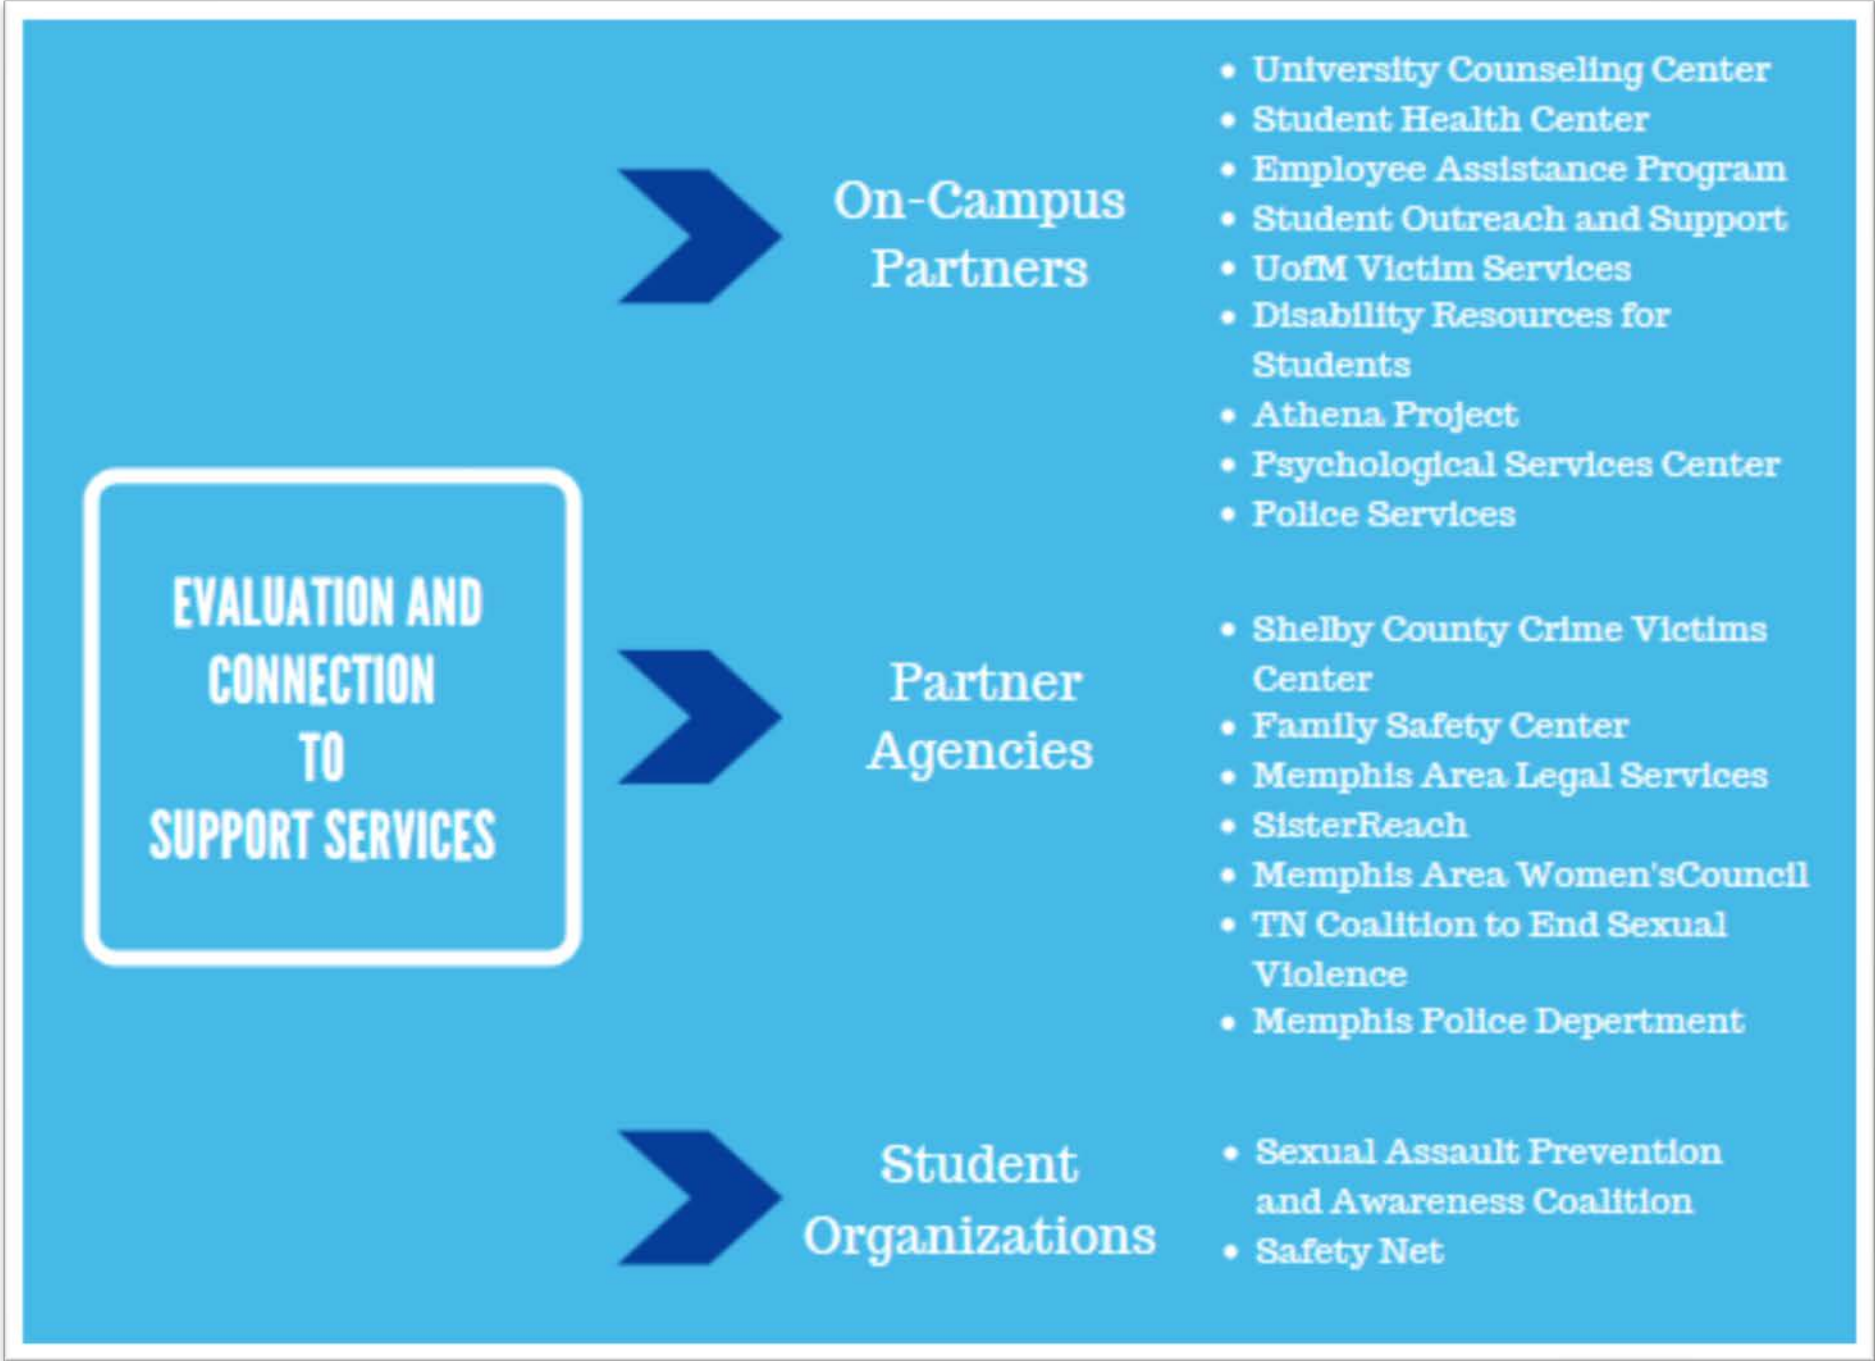 EVALUATION AND
CONNECTION
TO
SUPPORT SERVICES
On-Campus
Partners
• University Counseling Center
• Student Health Center
• Employee Assistance Program
• Student Outreach and Support
• UofM Victim Services
• Disability Resources for
Students
• Athena Project
• Psychological Services Center
• Police Services
Partner
Agencies
• Shelby County Crime Victims
Center
• Family Safety Center
• Memphis Area Legal Services
• SisterReach
• Memphis Area Women'sCouncil
• TN Coalition to End Sexual
Violence
• Memphis Police Depertment
Student
Organizations
• Sexual Assault Prevention
and Awareness Coalition
• Safety Net